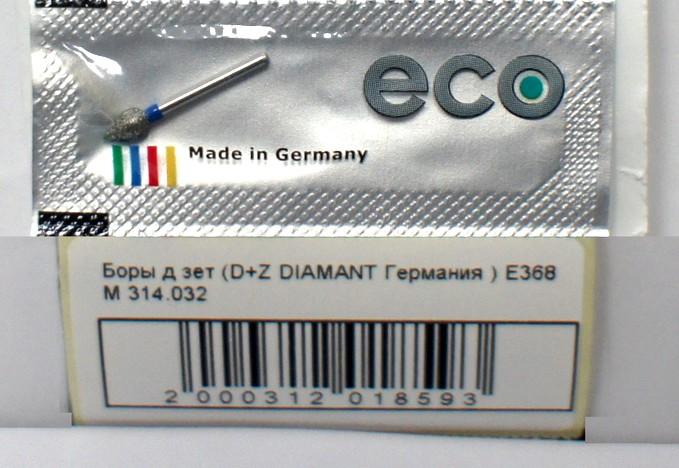 eco
Made in Germany
Боры д зет (D+Z DIAMANT Германия ) E368
M 314.032
2 000312 018593